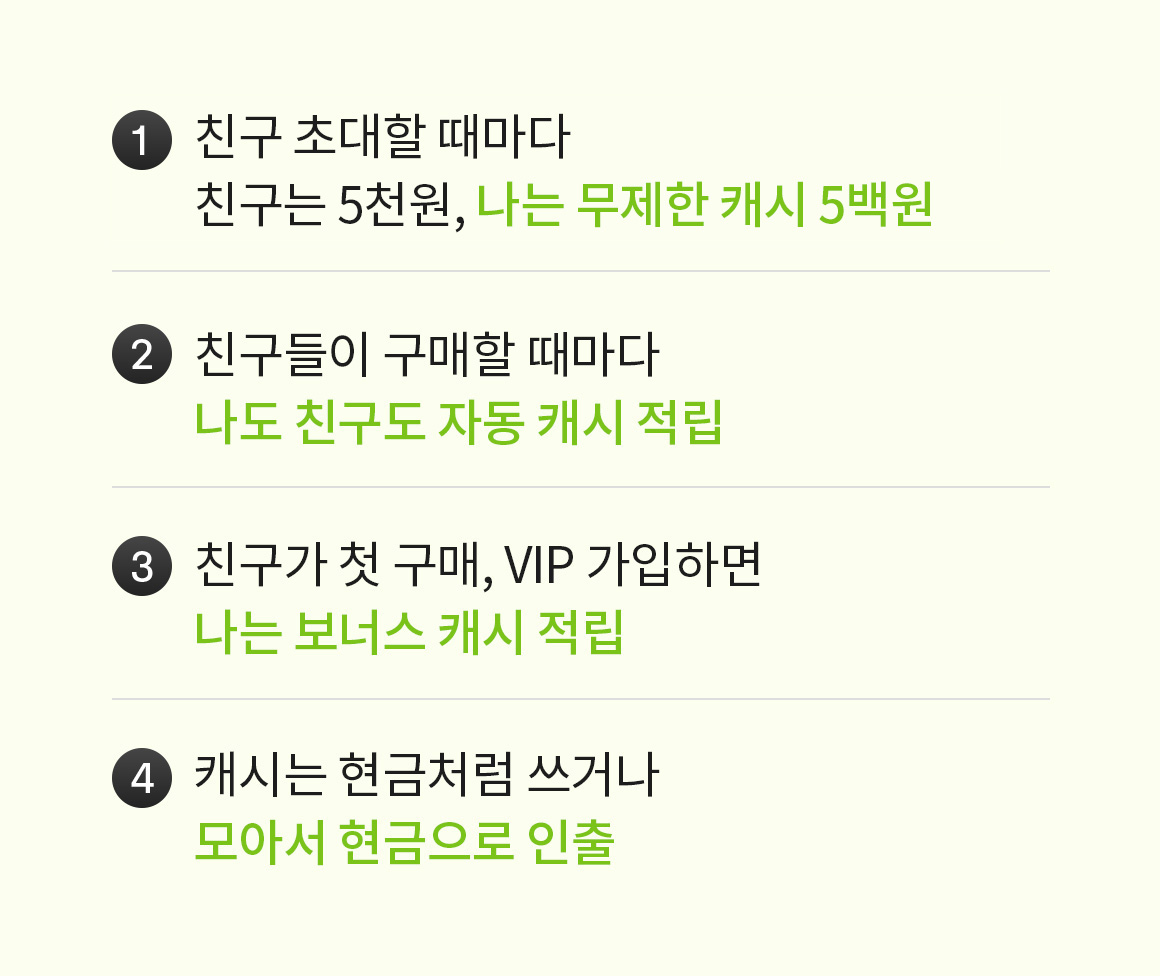 1 친구 초대할 때마다
친구는 5천원, 나는 무제한 캐시 5백원
2 친구들이 구매할 때마다
나도 친구도 자동 캐시 적립
3 친구가 첫 구매, VIP 가입하면
나는 보너스 캐시 적립
4 캐시는 현금처럼 쓰거나
모아서 현금으로 인출